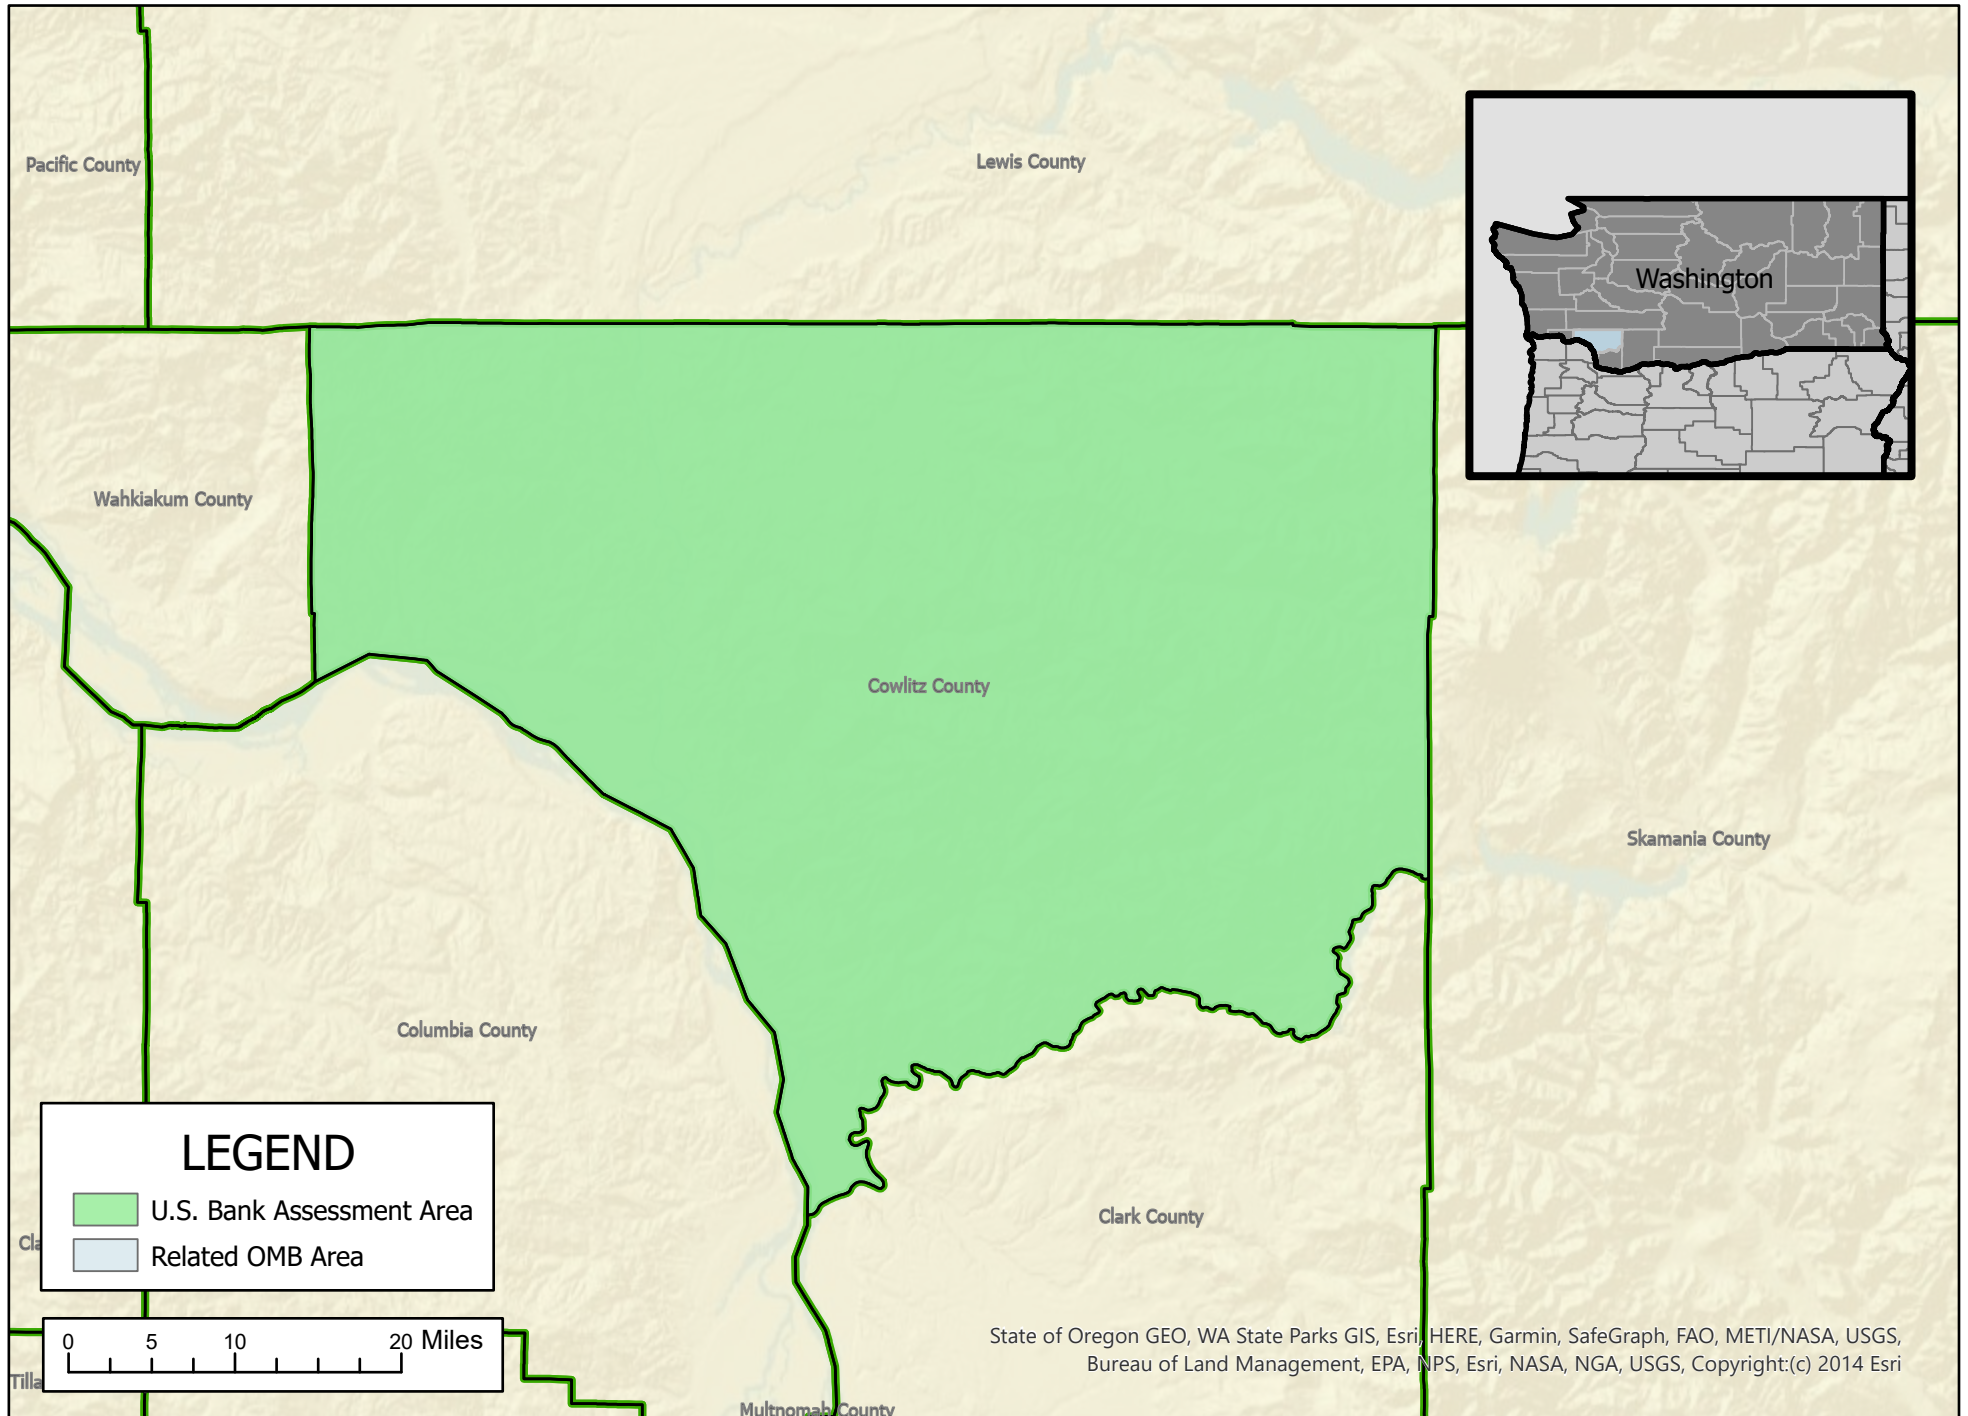 Pacific County
Lewis County
Washington
Wahkiakum County
Cowlitz County
Skamania County
Columbia County
Clark County
LEGEND
U.S. Bank Assessment Area
Related OMB Area
Cla
0 5 10 20 Miles
Tilla
Multnomah County
State of Oregon GEO, WA State Parks GIS, Esri, HERE, Garmin, SafeGraph, FAO, METI/NASA, USGS,
Bureau of Land Management, EPA, NPS, Esri, NASA, NGA, USGS, Copyright:(c) 2014 Esri